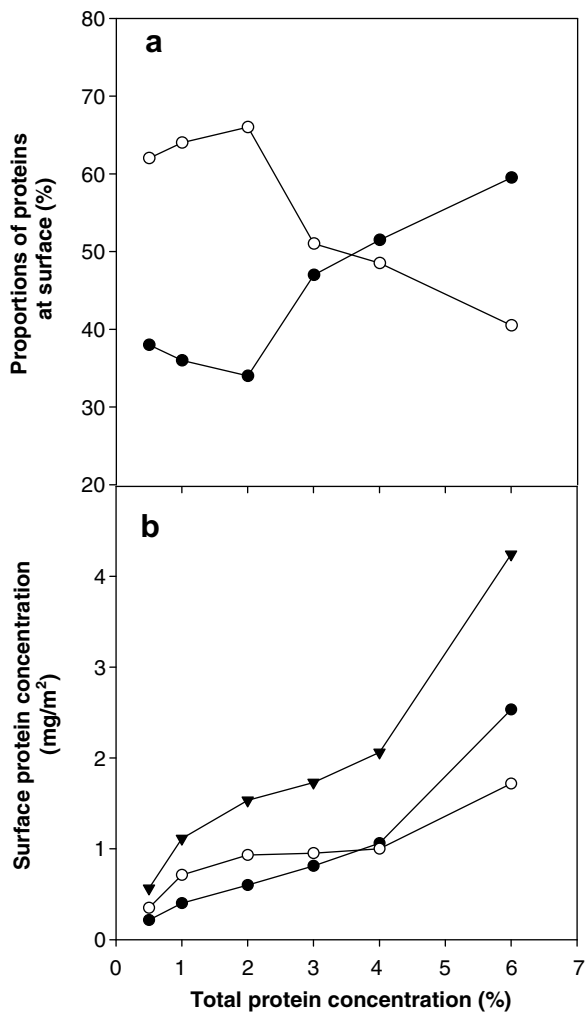 80
a
70
60
50
40
30
20
Proportions of proteins
at surface (%)
b
4
3
2
1
0
Surface protein concentration
(mg/m²)
0 1 2 3 4 5 6 7
Total protein concentration (%)